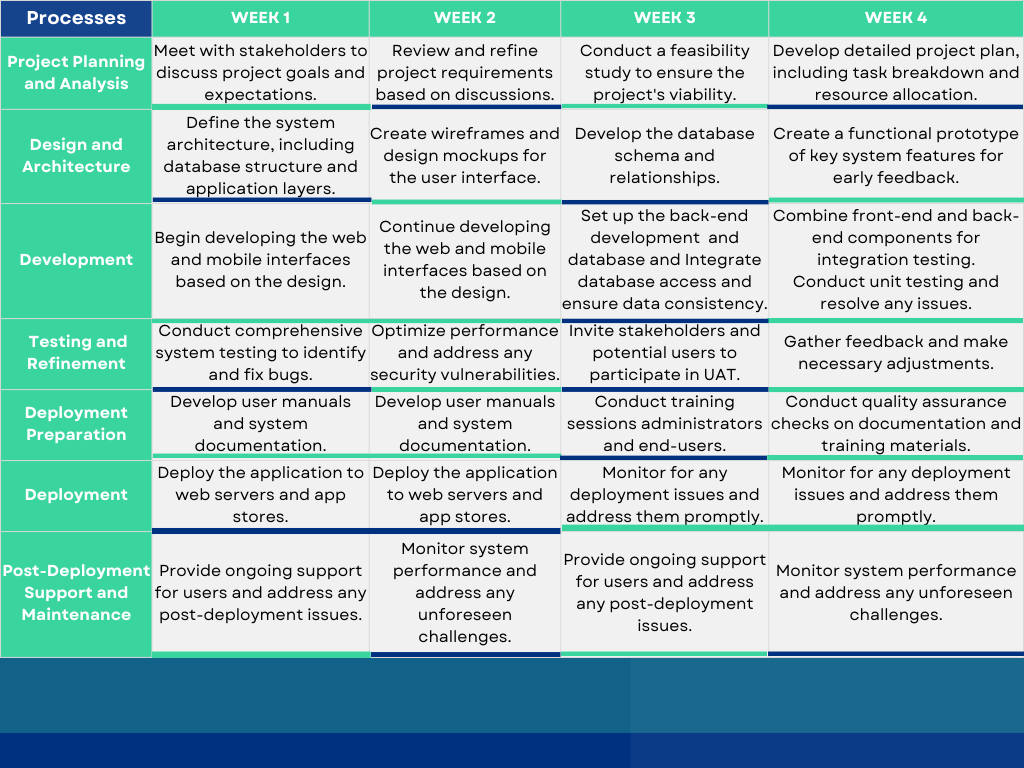 Processes
WEEK 1
WEEK 2
WEEK 3
WEEK 4
Project Planning
and Analysis
Meet with stakeholders to
discuss project goals and
expectations.
Review and refine
project requirements
based on discussions.
Conduct a feasibility
study to ensure the
project's viability.
Develop detailed project plan,
including task breakdown and
resource allocation.
Design and
Architecture
Define the system
architecture, including
database structure and
application layers.
Create wireframes and
design mockups for
the user interface.
Develop the database
schema and
relationships.
Create a functional prototype
of key system features for
early feedback.
Development
Begin developing the web
and mobile interfaces
based on the design.
Continue developing
the web and mobile
interfaces based on
the design.
Set up the back-end
development and
database and Integrate
database access and
ensure data consistency.
Combine front-end and back-
end components for
integration testing.
Conduct unit testing and
resolve any issues.
Testing and
Refinement
Conduct comprehensive
system testing to identify
and fix bugs.
Optimize performance
and address any
security vulnerabilities.
Invite stakeholders and
potential users to
participate in UAT.
Gather feedback and make
necessary adjustments.
Deployment
Preparation
Develop user manuals
and system
documentation.
Develop user manuals
and system
documentation.
Conduct training
sessions administrators
and end-users.
Conduct quality assurance
checks on documentation and
training materials.
Deployment
Deploy the application to
web servers and app
stores.
Deploy the application
to web servers and
app stores.
Monitor for any
deployment issues and
address them promptly.
Monitor for any deployment
issues and address them
promptly.
Post-Deployment
Support and
Maintenance
Provide ongoing support
for users and address any
post-deployment issues.
Monitor system
performance and
address any
unforeseen
challenges.
Provide ongoing support
for users and address
any post-deployment
issues.
Monitor system performance
and address any unforeseen
challenges.